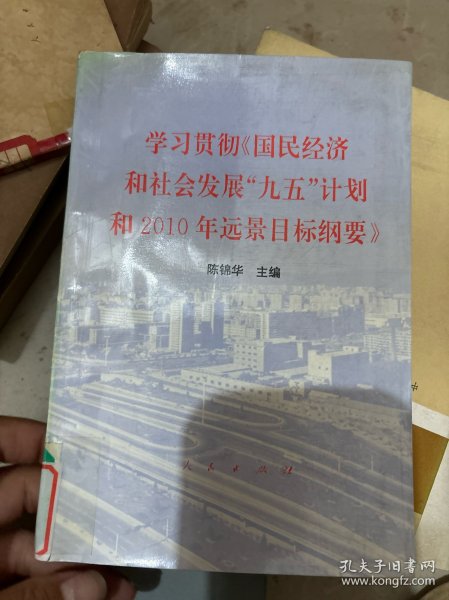 学习贯彻《国民经济
和社会发展“九五”计划
和2010年远景目标纲要》
陈锦华 主编
人民出版社
孔夫子旧书网
www.kongfz.com